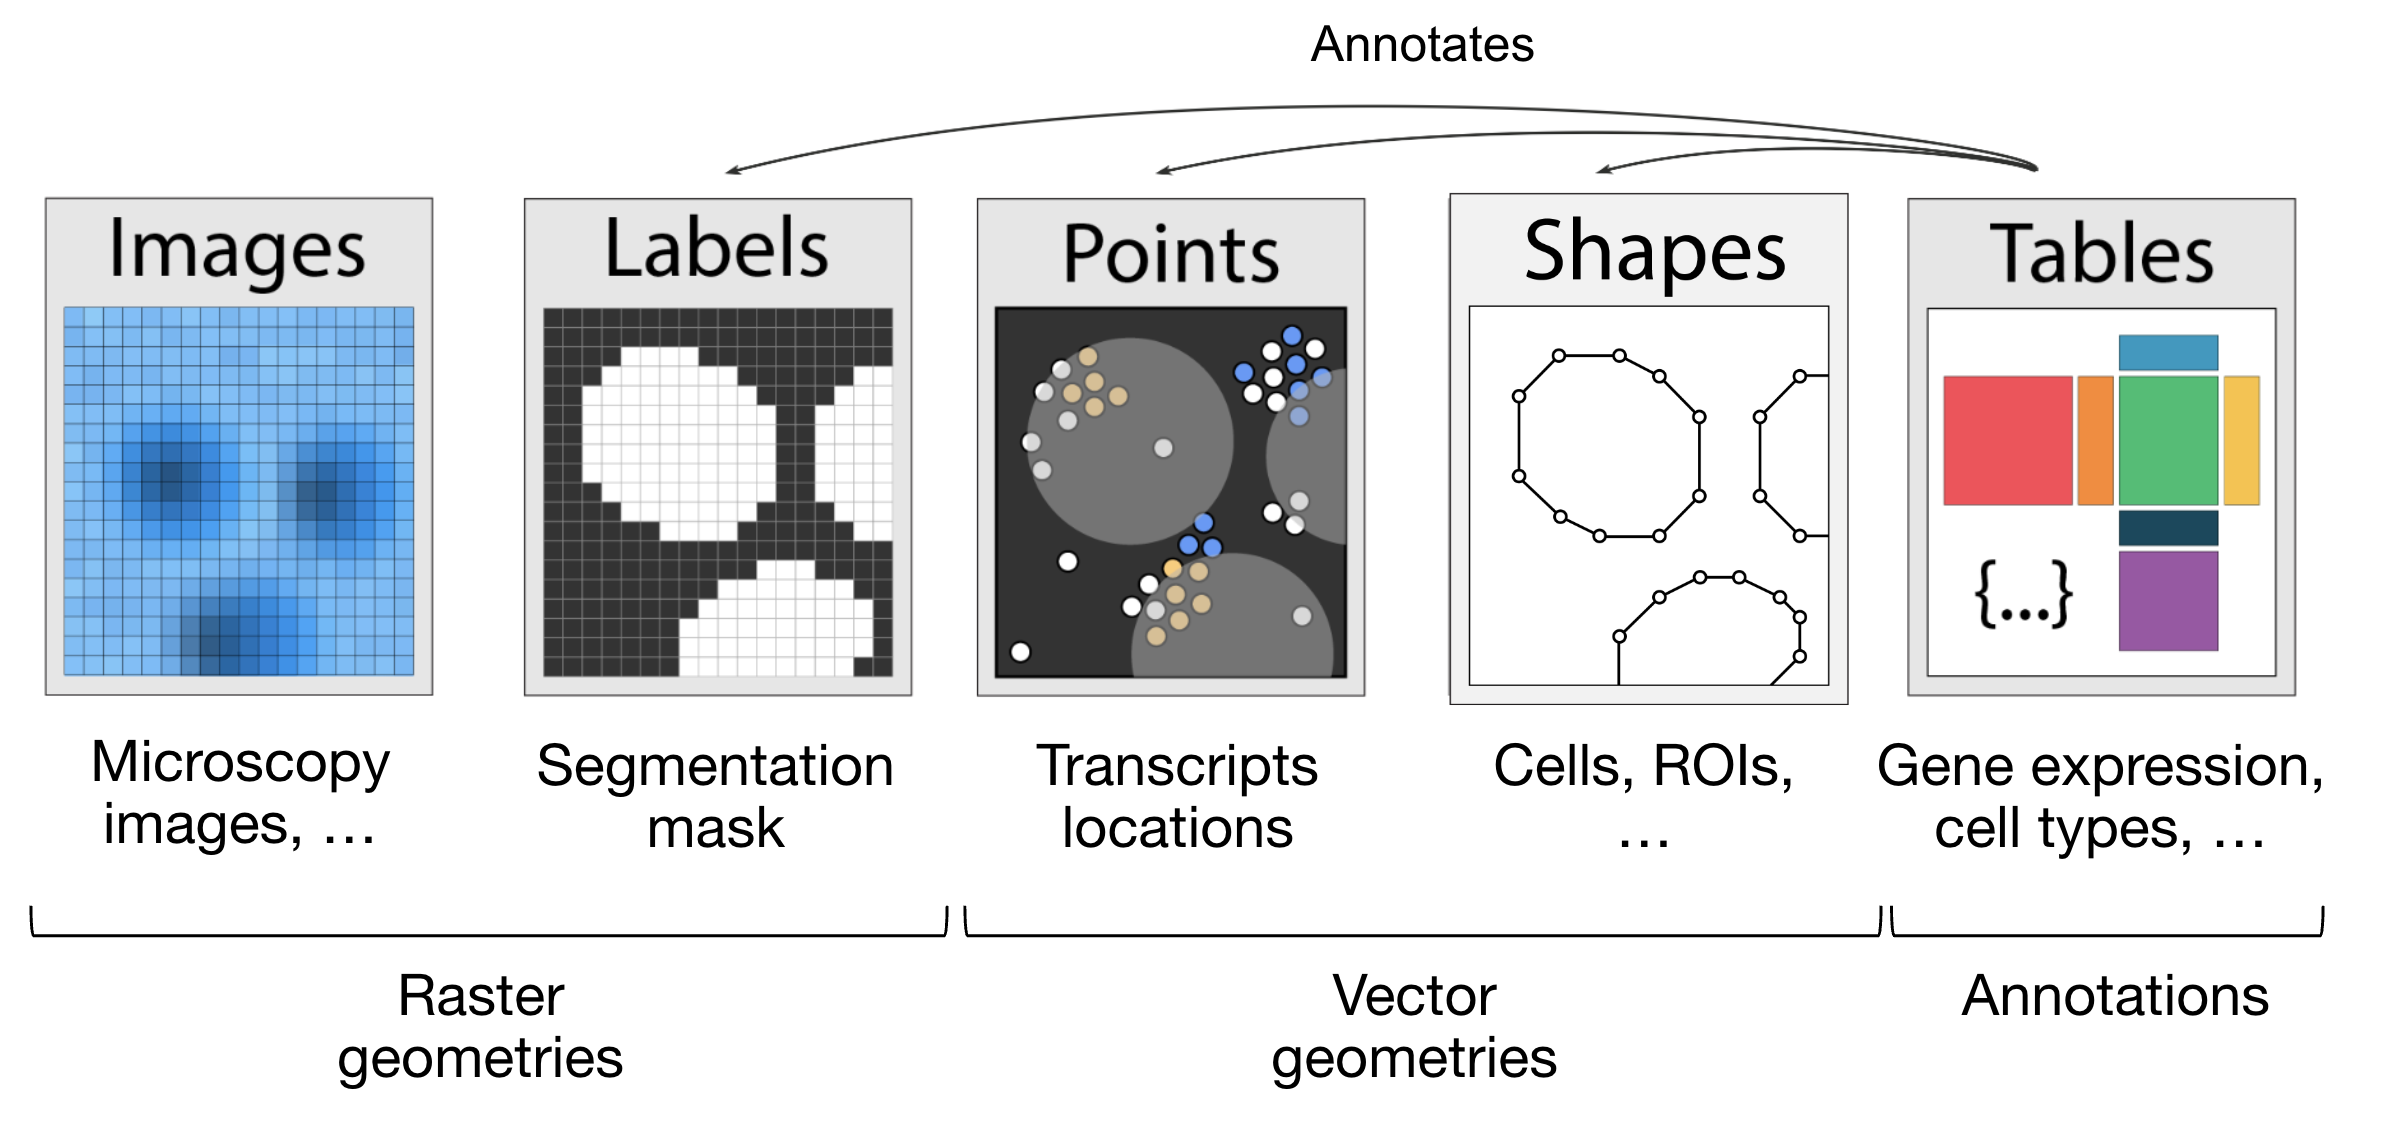 Annotates
Images
Labels
Points
Shapes
Tables
{...}
Microscopy
images, …
Segmentation
mask
Transcripts
locations
Cells, ROIs,
…
Gene expression,
cell types, …
Raster
geometries
Vector
geometries
Annotations